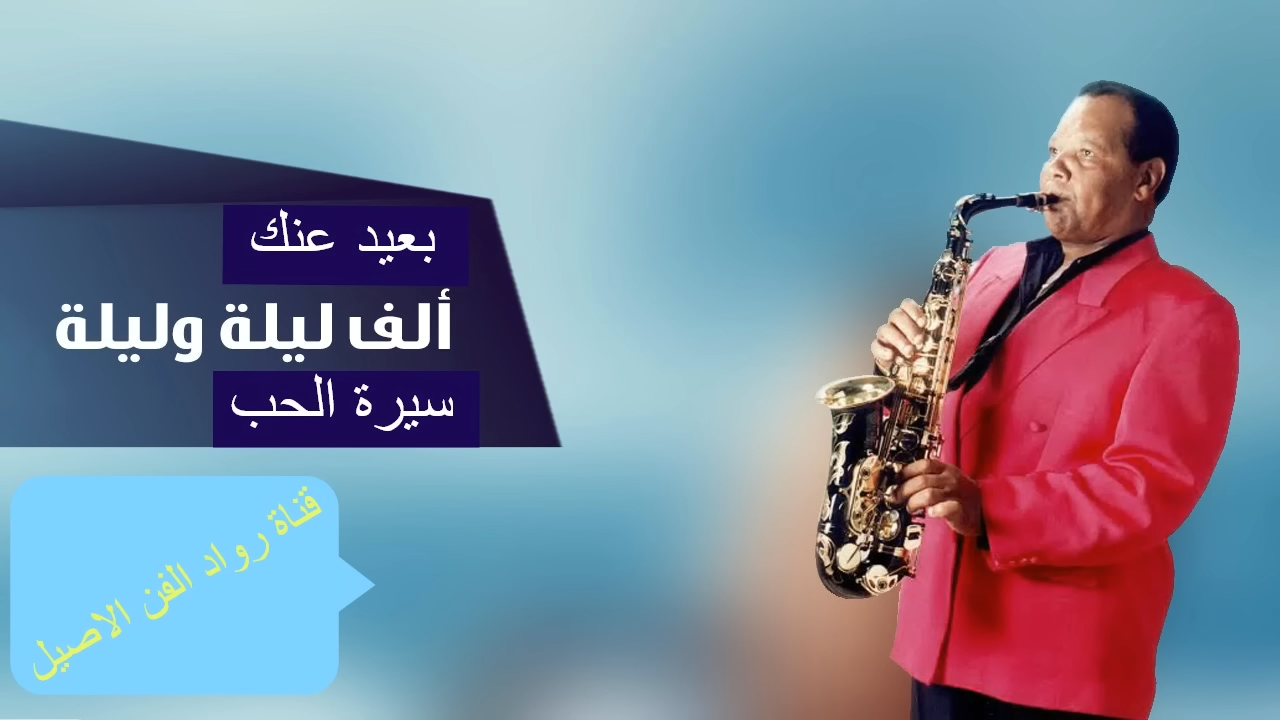 بعيد عنك
ألف ليلة وليلة
سيرة الحب
قناة رواد الفن الاصيل